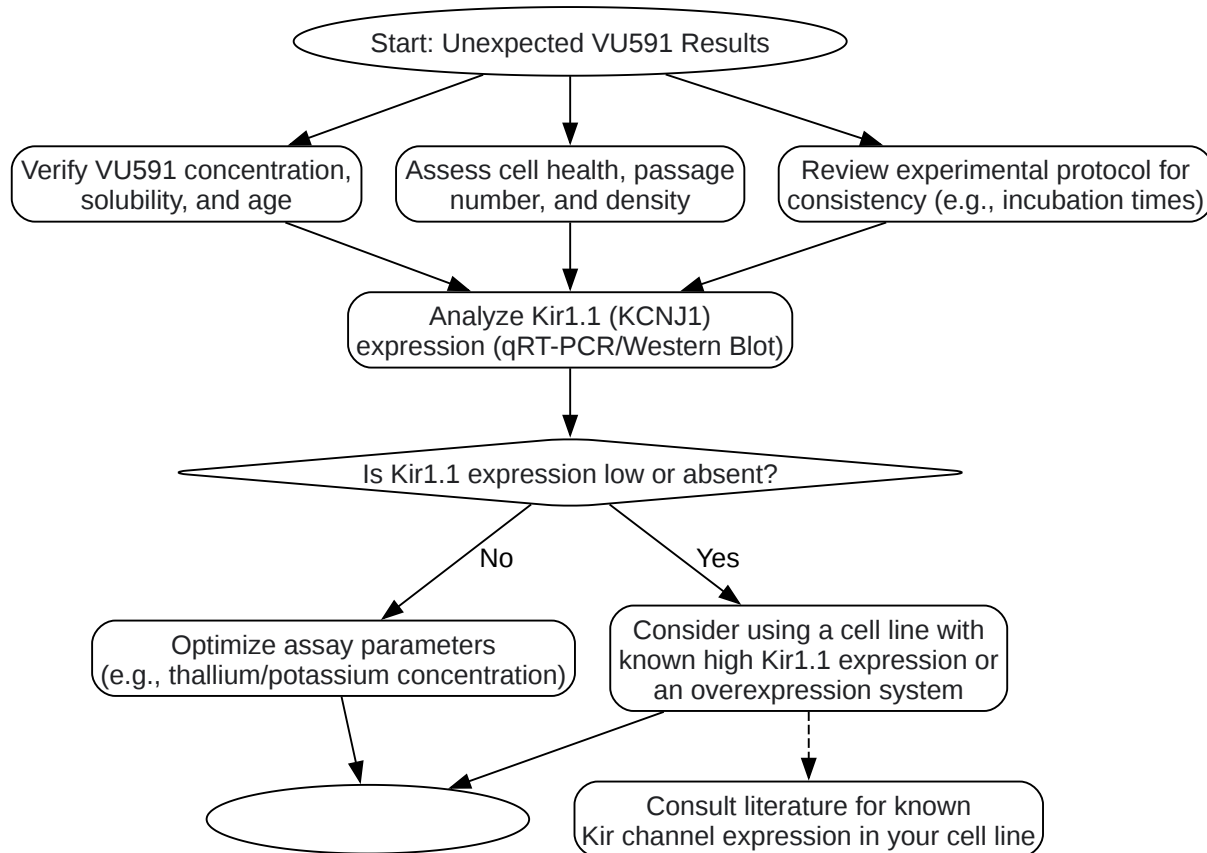 Start: Unexpected VU591 Results
Verify VU591 concentration,
solubility, and age
Assess cell health, passage
number, and density
Review experimental protocol for
consistency (e.g., incubation times)
Analyze Kir1.1 (KCNJ1)
expression (qRT-PCR/Western Blot)
Is Kir1.1 expression low or absent?
No
Yes
Optimize assay parameters
(e.g., thallium/potassium concentration)
Consider using a cell line with
known high Kir1.1 expression or
an overexpression system
Consult literature for known
Kir channel expression in your cell line